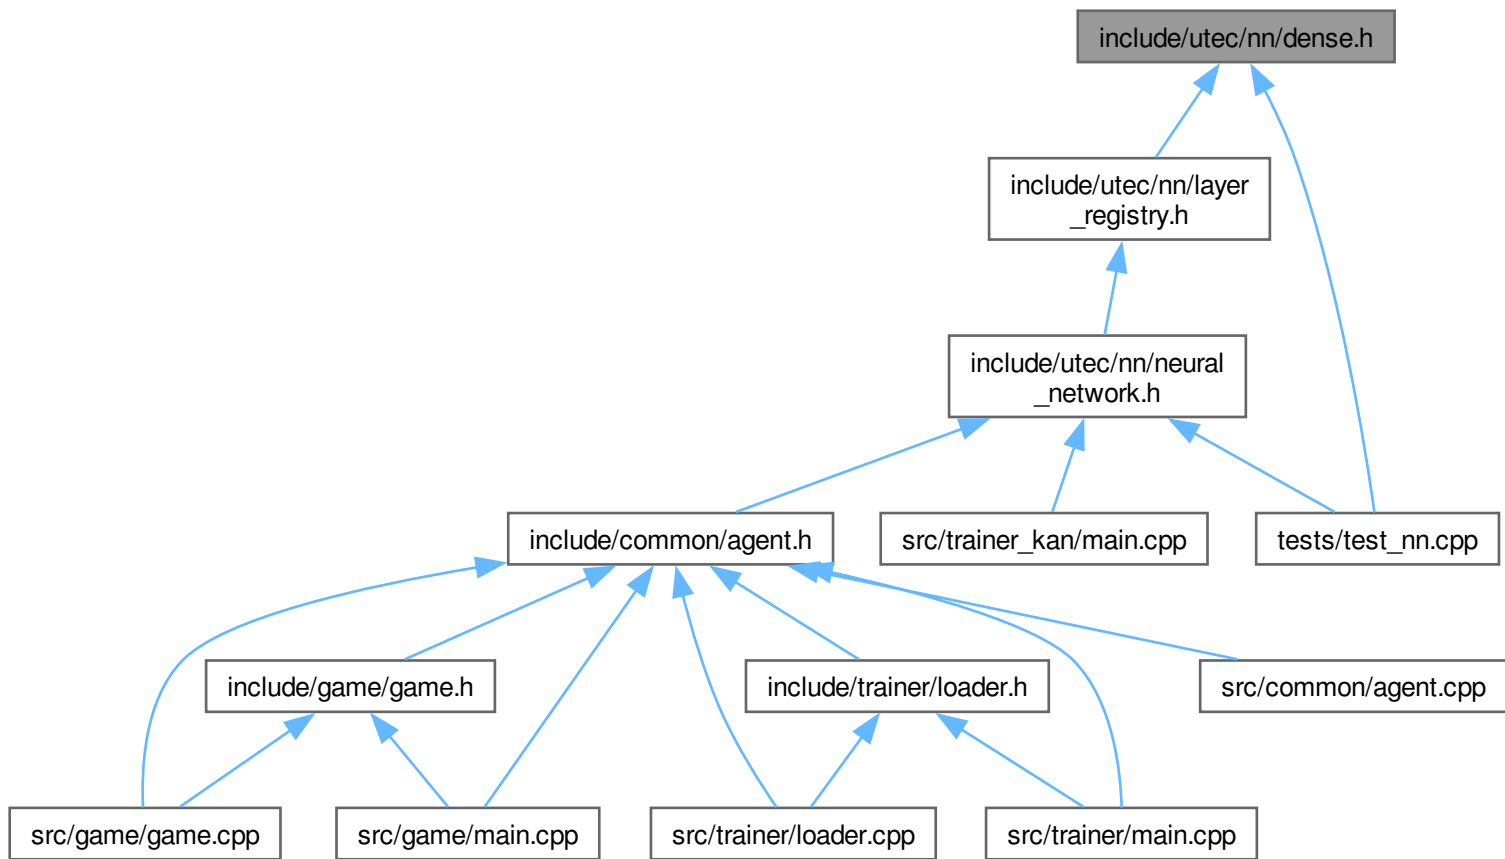 include/utec/nn/dense.h
include/utec/nn/layer
_registry.h
include/utec/nn/neural
_network.h
include/common/agent.h
src/trainer_kan/main.cpp
tests/test_nn.cpp
include/game/game.h
include/trainer/loader.h
src/common/agent.cpp
src/game/game.cpp
src/game/main.cpp
src/trainer/loader.cpp
src/trainer/main.cpp